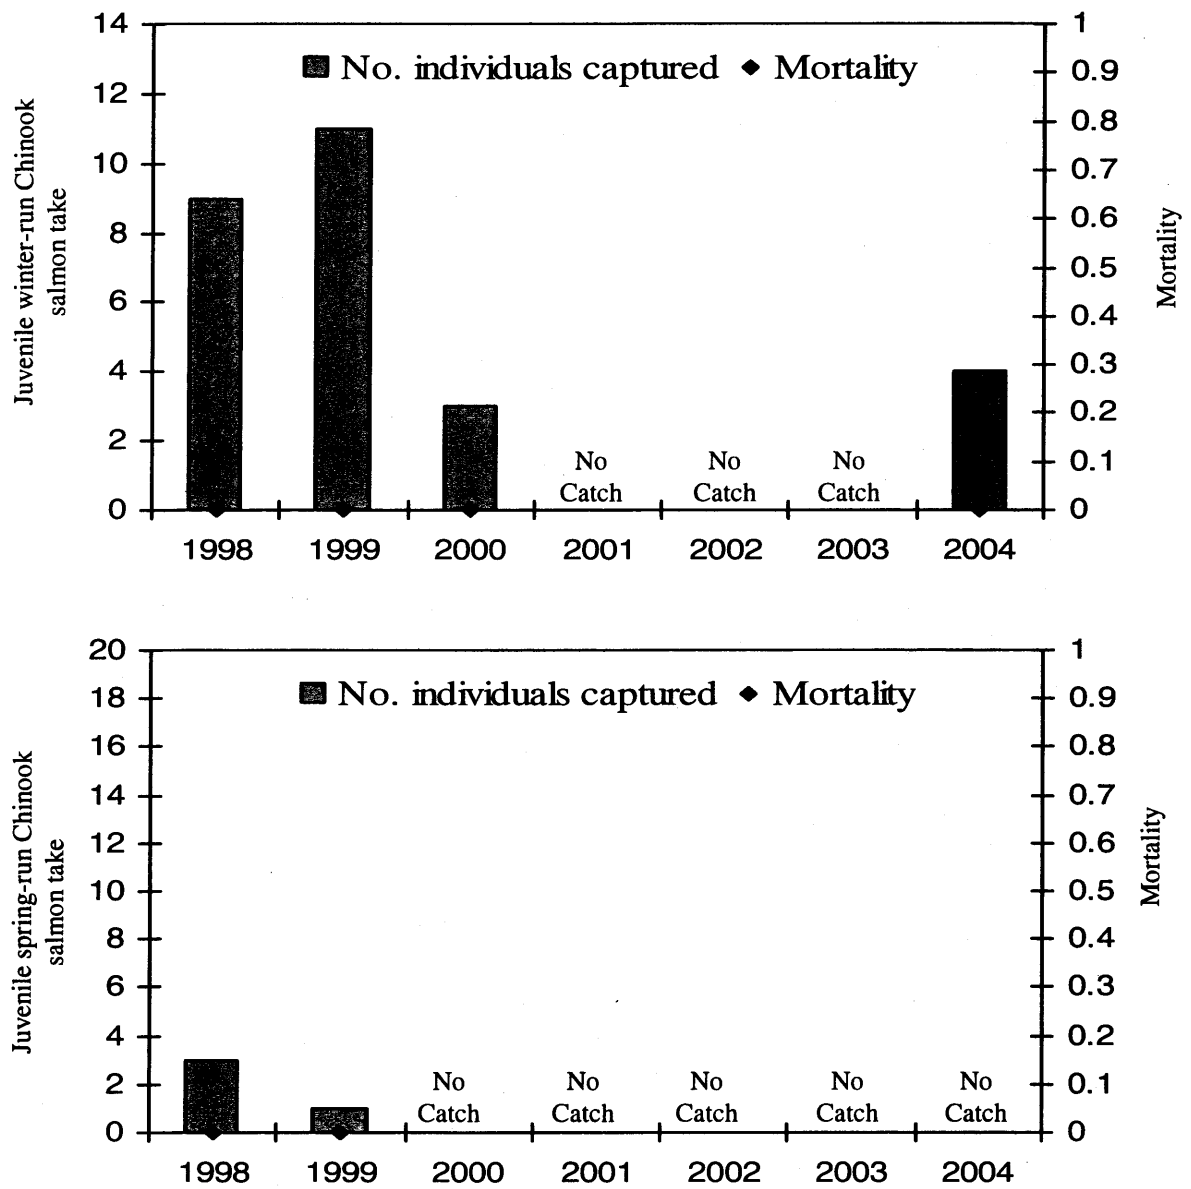 14
12
10
8
6
4
2
0
Juvenile winter-run Chinook
salmon take
No. individuals captured Mortality
No
Catch
No
Catch
No
Catch
1
0.9
0.8
0.7
0.6
0.5
0.4
0.3
0.2
0.1
0
Mortality
1998 1999 2000 2001 2002 2003 2004
20
18
16
14
12
10
8
6
4
2
0
Juvenile spring-run Chinook
salmon take
No. individuals captured Mortality
No
Catch
No
Catch
No
Catch
No
Catch
No
Catch
1
0.9
0.8
0.7
0.6
0.5
0.4
0.3
0.2
0.1
0
Mortality
1998 1999 2000 2001 2002 2003 2004